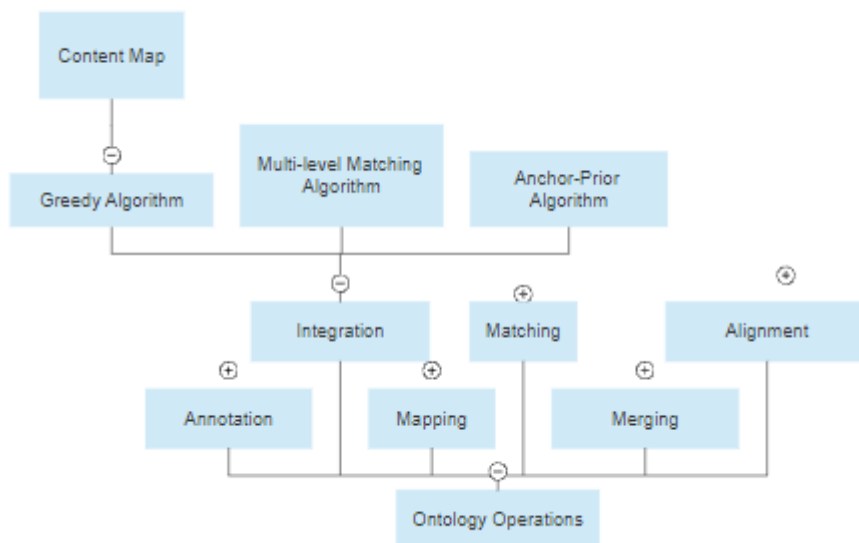 Content Map
Multi-level Matching
Algorithm
Anchor-Prior
Algorithm
Greedy Algorithm
Integration
Matching
Alignment
Annotation
Mapping
Merging
Ontology Operations